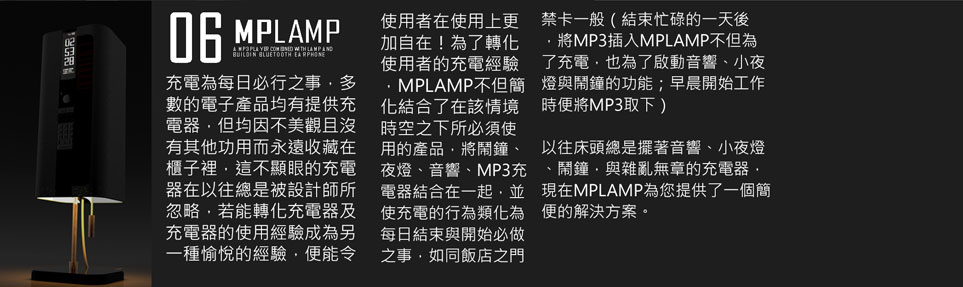 02
53
28
06 MPLAMP
A MP3 PLAYER COMBINED WITH LAMP AND
BUILD IN BLUETOOTH EARPHONE
充電為每日必行之事，多
數的電子產品均有提供充
電器，但均因不美觀且沒
有其他功用而永遠收藏在
櫃子裡，這不顯眼的充電
器在以往總是被設計師所
忽略，若能轉化充電器及
充電器的使用經驗成為另
一種愉悅的經驗，便能令
使用者在使用上更
加自在！為了轉化
使用者的充電經驗
，MPLAMP不但簡
化結合了在該情境
時空之下所必須使
用的產品，將鬧鐘、
夜燈、音響、MP3充
電器結合在一起，並
使充電的行為類化為
每日結束與開始必做
之事，如同飯店之門
禁卡一般（結束忙碌的一天後
，將MP3插入MPLAMP不但為
了充電，也為了啟動音響、小夜
燈與鬧鐘的功能；早晨開始工作
時便將MP3取下）
以往床頭總是擺著音響、小夜燈
、鬧鐘，與雜亂無章的充電器，
現在MPLAMP為您提供了一個簡
便的解決方案。